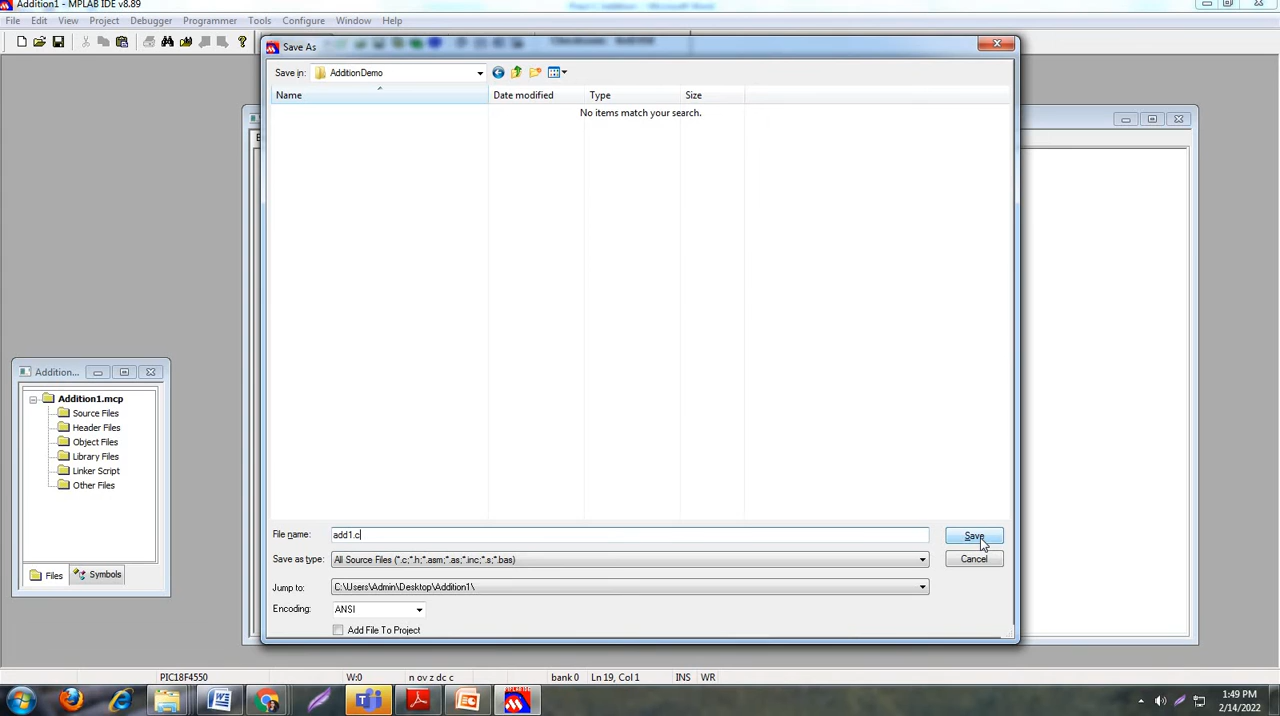 Addition1 - MPLAB IDE v8.89
File Edit View Project Debugger Programmer Tools Configure Window Help
Save As
Save in: AdditionDemo
Name Date modified Type Size
No items match your search.
Addition...
Addition1.mcp
Source Files
Header Files
Object Files
Library Files
Linker Script
Other Files
Files Symbols
File name: add1.c Save
Save as type: All Source Files (*.c;*.h;*.asm;*.as;*.inc;*.s;*.bas) Cancel
Jump to: C:\Users\Admin\Desktop\Addition1\
Encoding: ANSI
Add File To Project
PIC18F4550 W:0 n ov z dc c bank 0 Ln 19, Col 1 INS WR
1:49 PM
2/14/2022